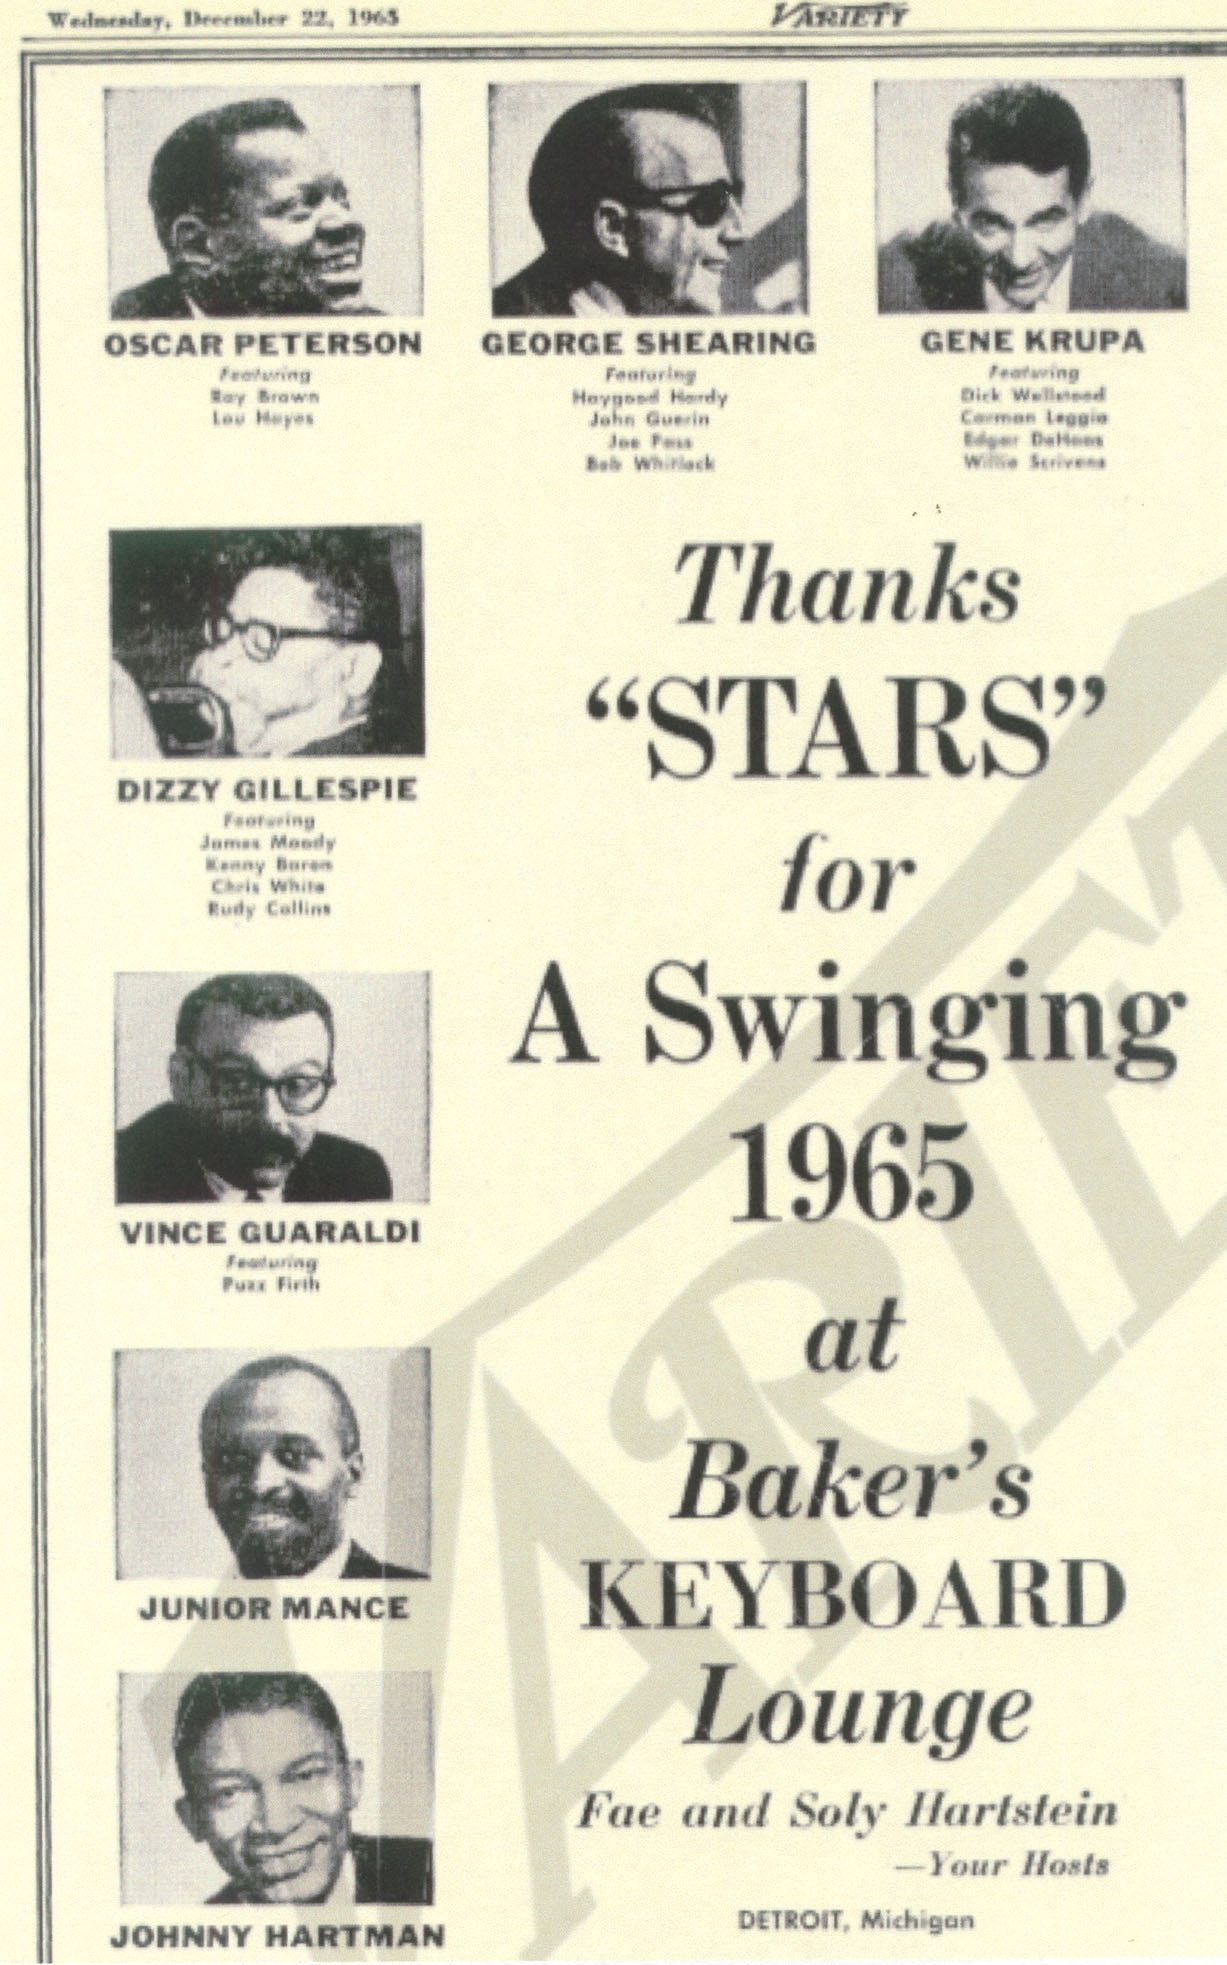 Wednesday, December 22, 1965
VARIETY
OSCAR PETERSON
Featuring
Ray Brown
Lou Hayes
GEORGE SHEARING
Featuring
Haygood Hardy
John Guerin
Joe Pass
Bob Whitlock
GENE KRUPA
Featuring
Dick Wellstood
Carmen Leggio
Edgar DeHaas
Willie Scrivens
DIZZY GILLESPIE
Featuring
James Moody
Kenny Baron
Chris White
Rudy Collins
VINCE GUARALDI
Featuring
Puzz Firth
JUNIOR MANCE
JOHNNY HARTMAN
Thanks
“STARS”
for
A Swinging
1965
at
Baker’s
KEYBOARD
Lounge
Fae and Soly Hartstein
—Your Hosts
DETROIT, Michigan
VARIET